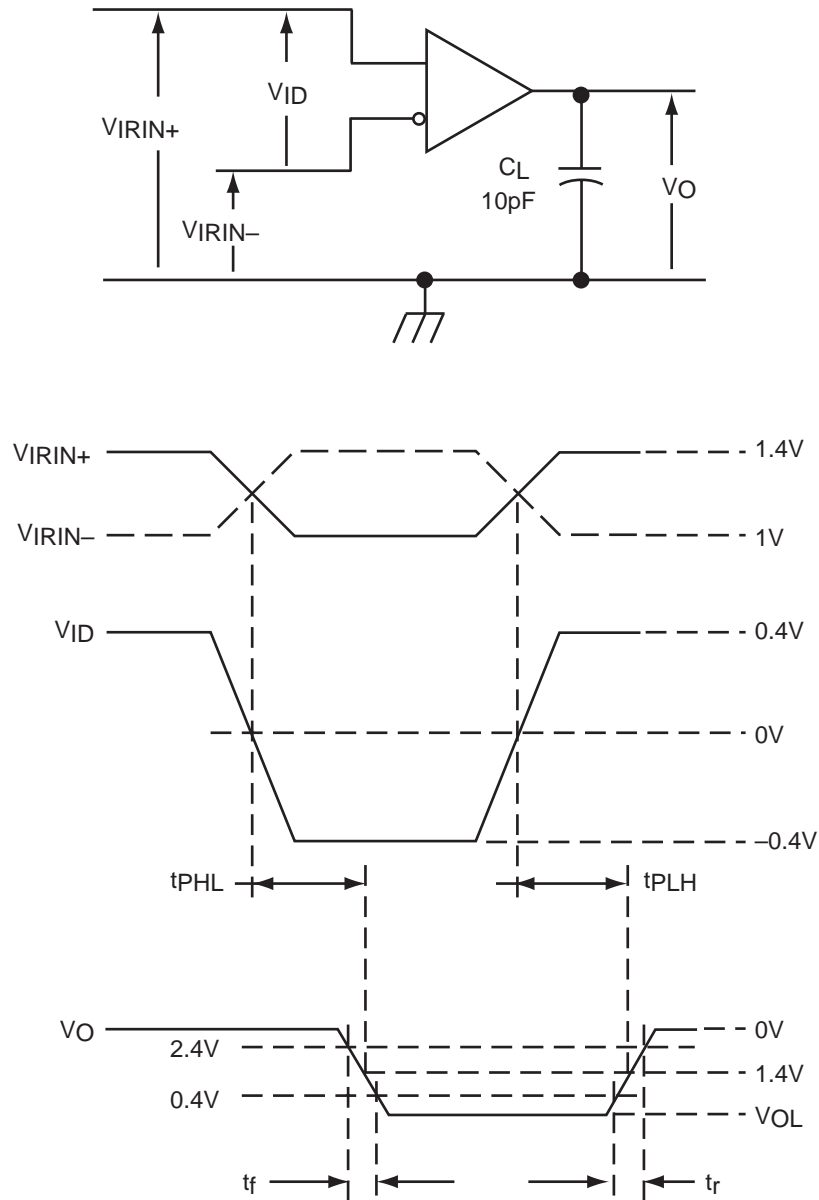 VID
VIRIN+
CL
10pF
VO
VIRIN–
VIRIN+
1.4V
VIRIN–
1V
VID
0.4V
0V
–0.4V
tPHL
tPLH
VO
0V
2.4V
1.4V
0.4V
VOL
tf
tr